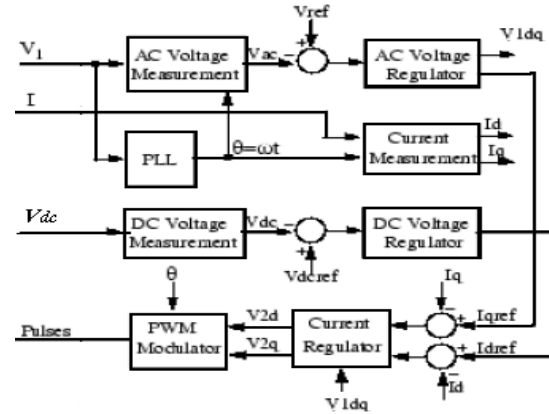 Vref
V1
AC Voltage
Measurement
Vac
−
AC Voltage
Regulator
V1dq
I
PLL
θ=ωt
Current
Measurement
Id
Iq
Vdc
DC Voltage
Measurement
Vdc
−
DC Voltage
Regulator
+
Vdcref
θ
Iq
−
+
Iqref
Pulses
PWM
Modulator
V2d
V2q
Current
Regulator
+
Idref
−
Id
V1dq